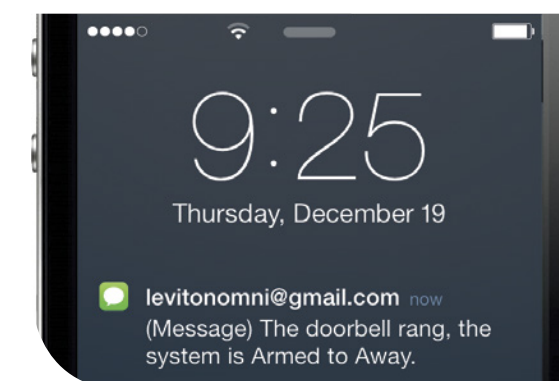 9:25
Thursday, December 19
levitonomni@gmail.com now
(Message) The doorbell rang, the
system is Armed to Away.